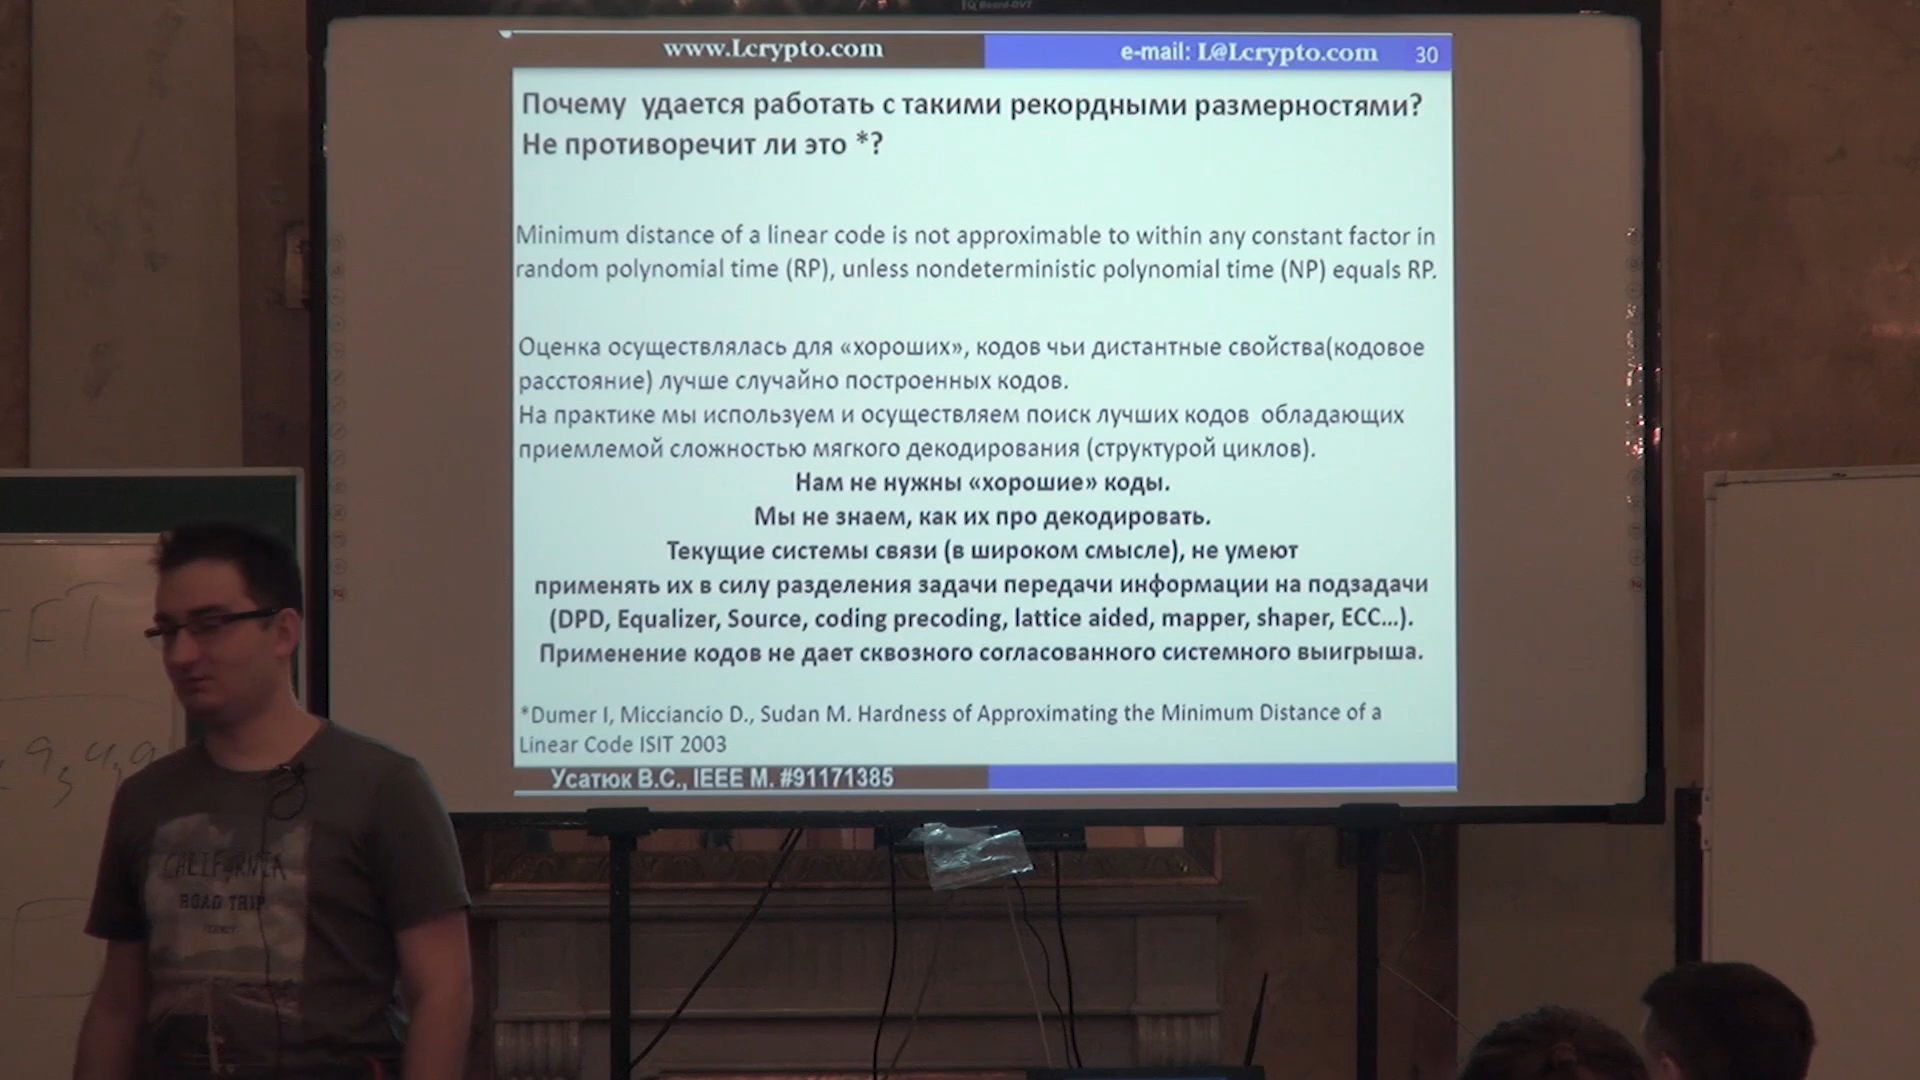 www.Lcrypto.com
e-mail: L@Lcrypto.com 30
Почему удается работать с такими рекордными размерностями?
Не противоречит ли это *?
Minimum distance of a linear code is not approximable to within any constant factor in
random polynomial time (RP), unless nondeterministic polynomial time (NP) equals RP.
Оценка осуществлялась для «хороших», кодов чьи дистантные свойства(кодовое
расстояние) лучше случайно построенных кодов.
На практике мы используем и осуществляем поиск лучших кодов обладающих
приемлемой сложностью мягкого декодирования (структурой циклов).
Нам не нужны «хорошие» коды.
Мы не знаем, как их про декодировать.
Текущие системы связи (в широком смысле), не умеют
применять их в силу разделения задачи передачи информации на подзадачи
(DPD, Equalizer, Source, coding precoding, lattice aided, mapper, shaper, ECC...).
Применение кодов не дает сквозного согласованного системного выигрыша.
*Dumer I, Micciancio D., Sudan M. Hardness of Approximating the Minimum Distance of a
Linear Code ISIT 2003
Усатюк В.С., IEEE M. #91171385
CALIFORNIA
ROAD TRIP